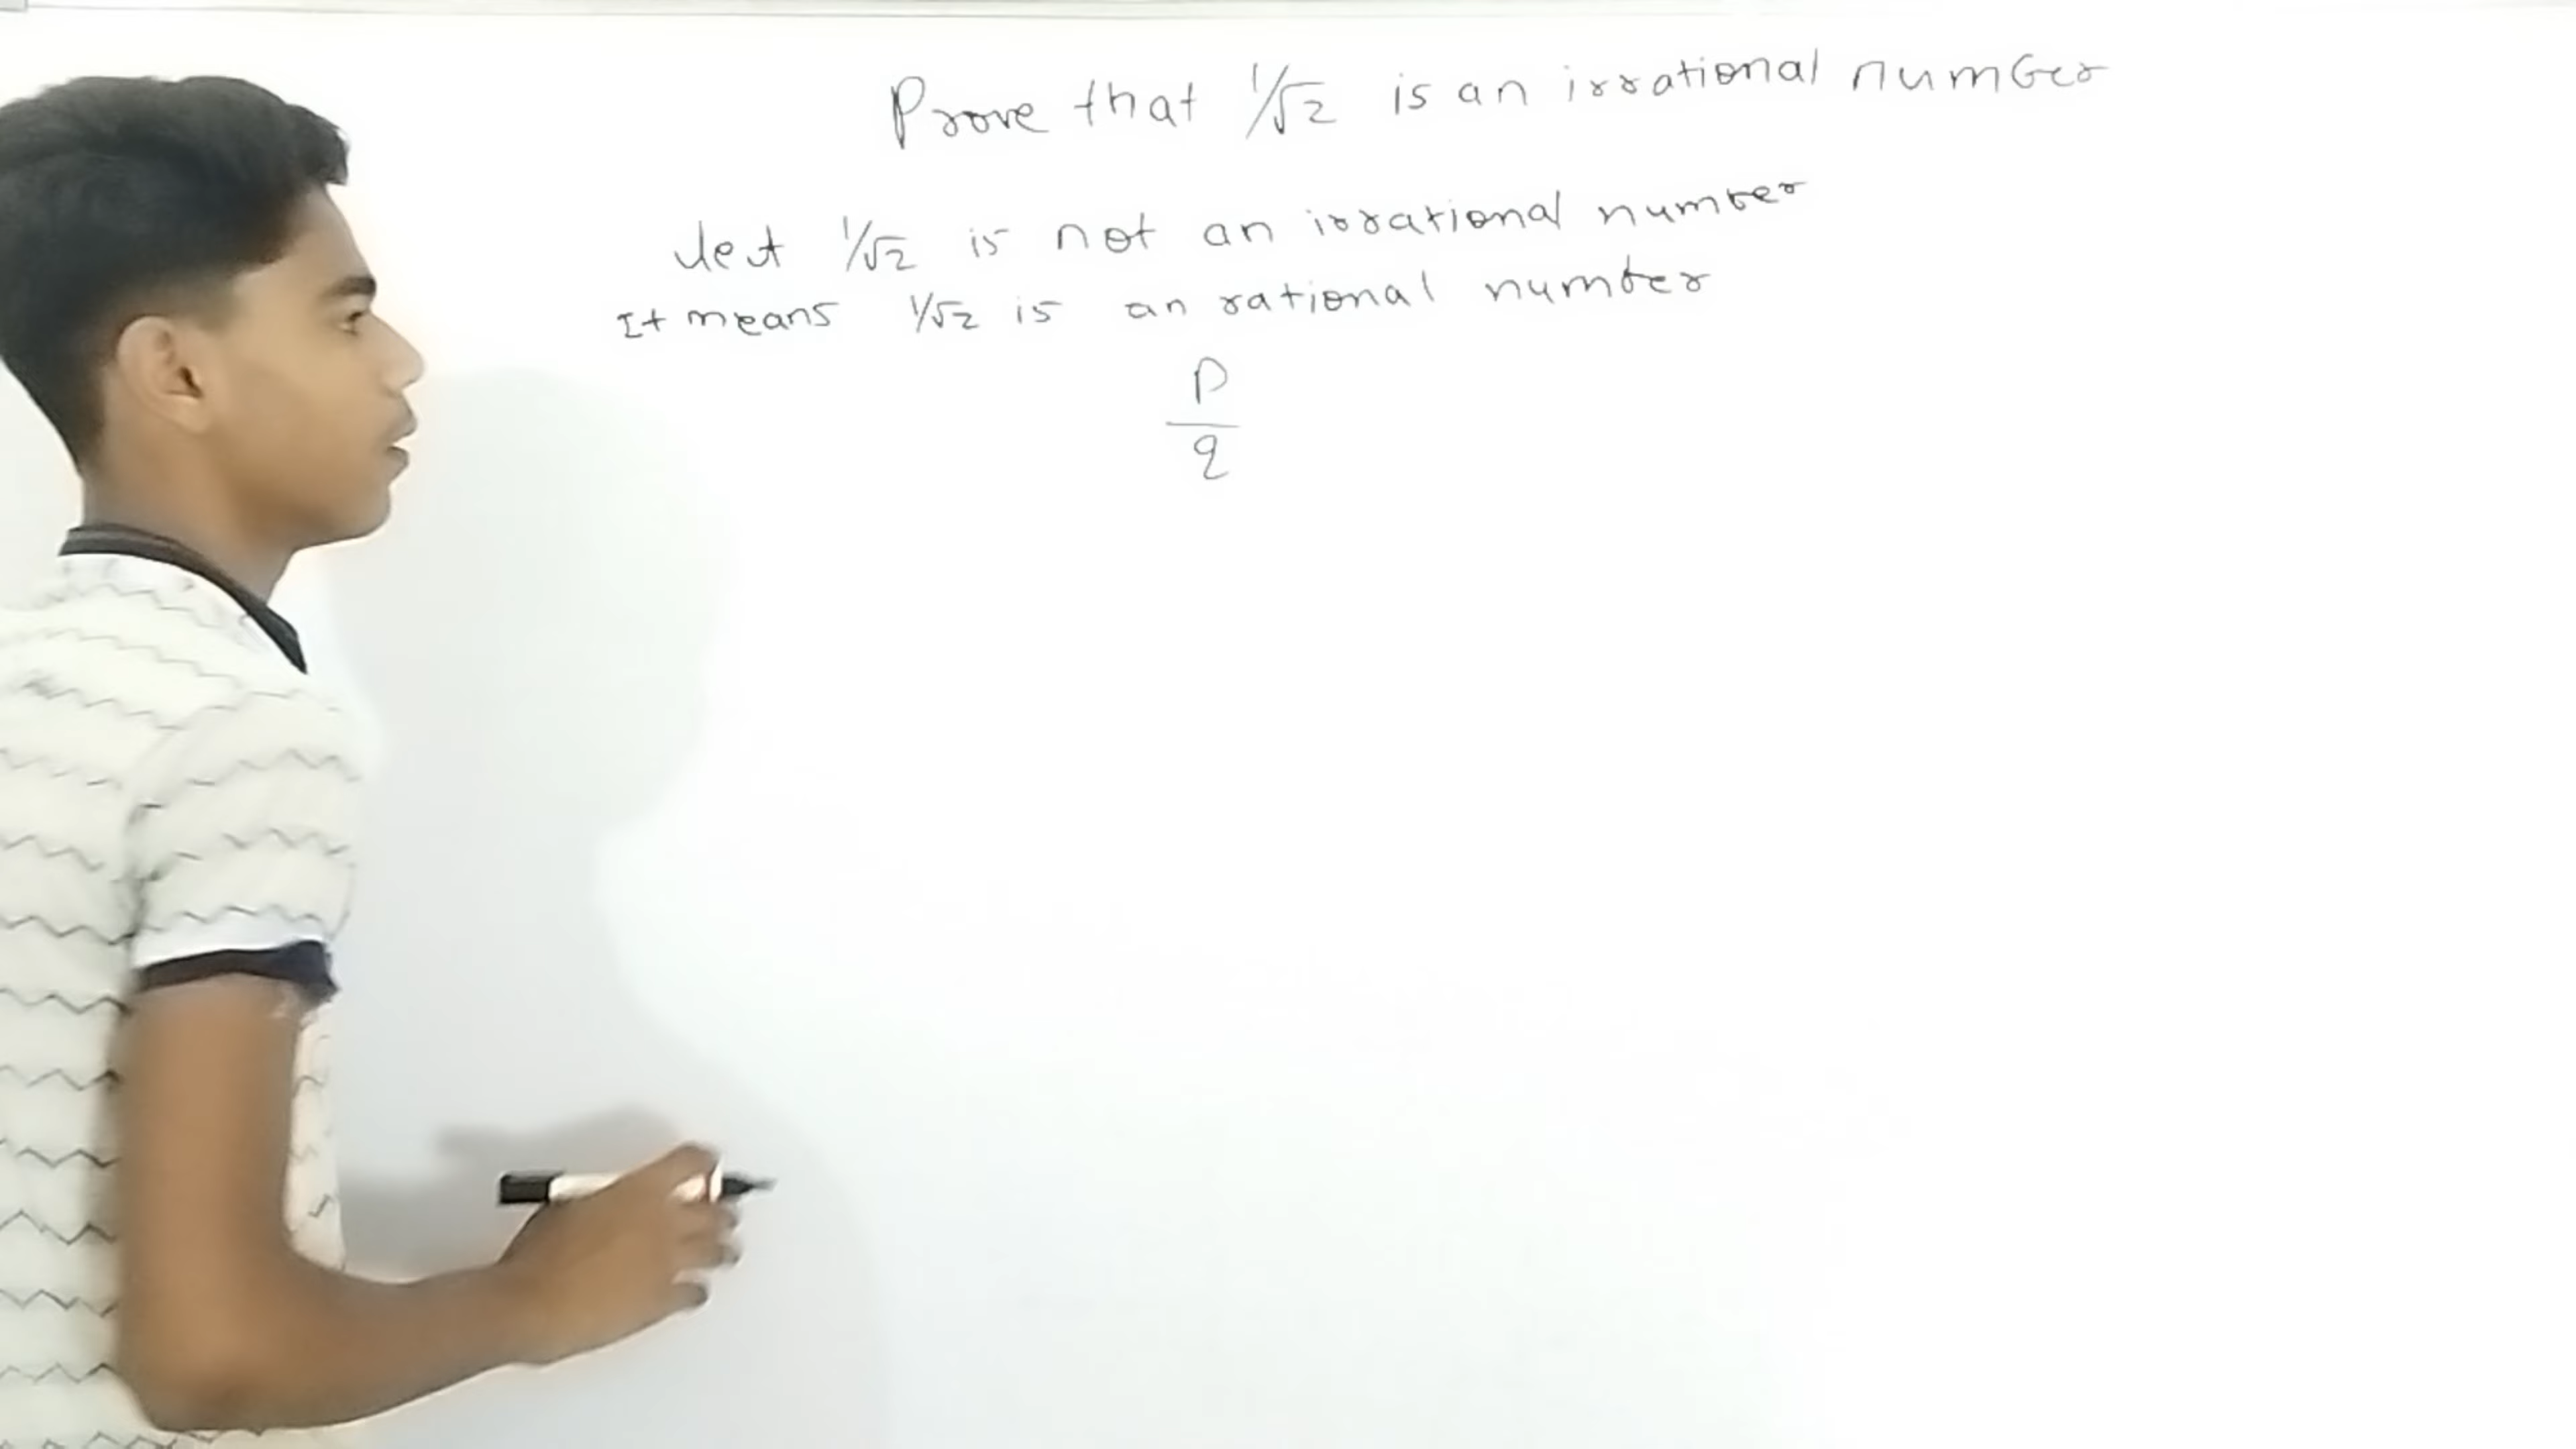 Prove that 1/√2 is an irrational number
Let 1/√2 is not an irrational number
It means 1/√2 is an rational number
p
q